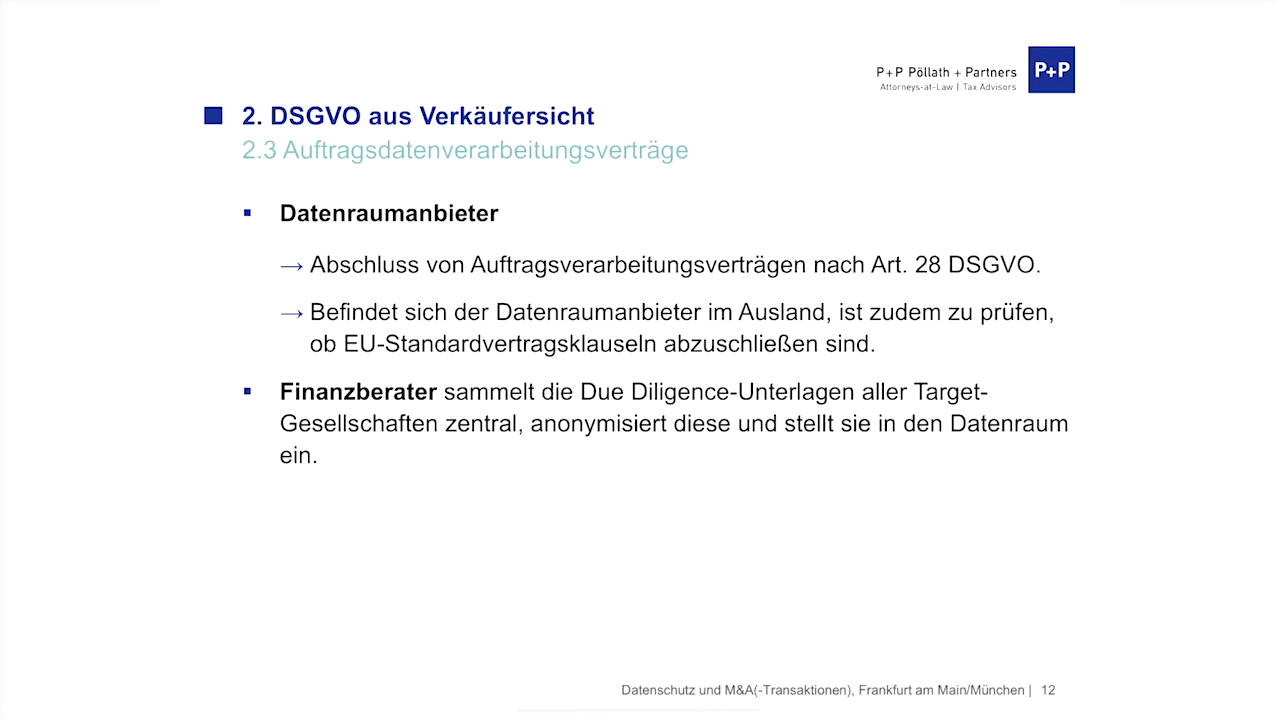 P+P Pöllath + Partners
Attorneys-at-Law | Tax Advisors
P+P
2. DSGVO aus Verkäufersicht
2.3 Auftragsdatenverarbeitungsverträge
▪ Datenraumanbieter
→ Abschluss von Auftragsverarbeitungsverträgen nach Art. 28 DSGVO.
→ Befindet sich der Datenraumanbieter im Ausland, ist zudem zu prüfen,
ob EU-Standardvertragsklauseln abzuschließen sind.
▪ Finanzberater sammelt die Due Diligence-Unterlagen aller Target-
Gesellschaften zentral, anonymisiert diese und stellt sie in den Datenraum
ein.
Datenschutz und M&A(-Transaktionen), Frankfurt am Main/München | 12